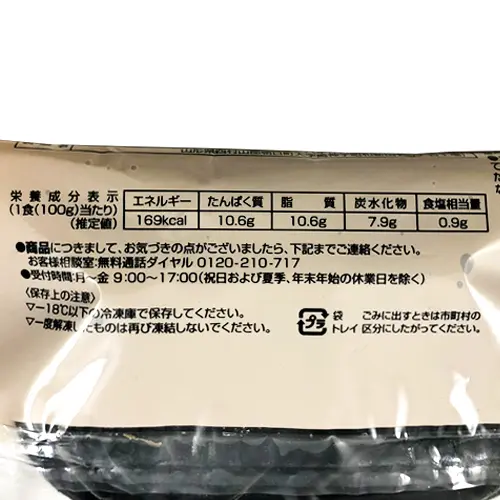 栄養成分表示
(1食(100g)当たり)
(推定値)
エネルギー たんぱく質 脂質 炭水化物 食塩相当量
169kcal 10.6g 10.6g 7.9g 0.9g
●商品につきまして、お気づきの点がございましたら、下記までご連絡ください。
お客様相談室:無料通話ダイヤル 0120-210-717
●受付時間:月～金 9:00～17:00(祝日および夏季、年末年始の休業日を除く)
〈保存上の注意〉
▽－18℃以下の冷凍庫で保存してください。
▽一度解凍したものは再び凍結しないでください。
プラ
袋
トレイ
ごみに出すときは市町村の
区分にしたがってください。